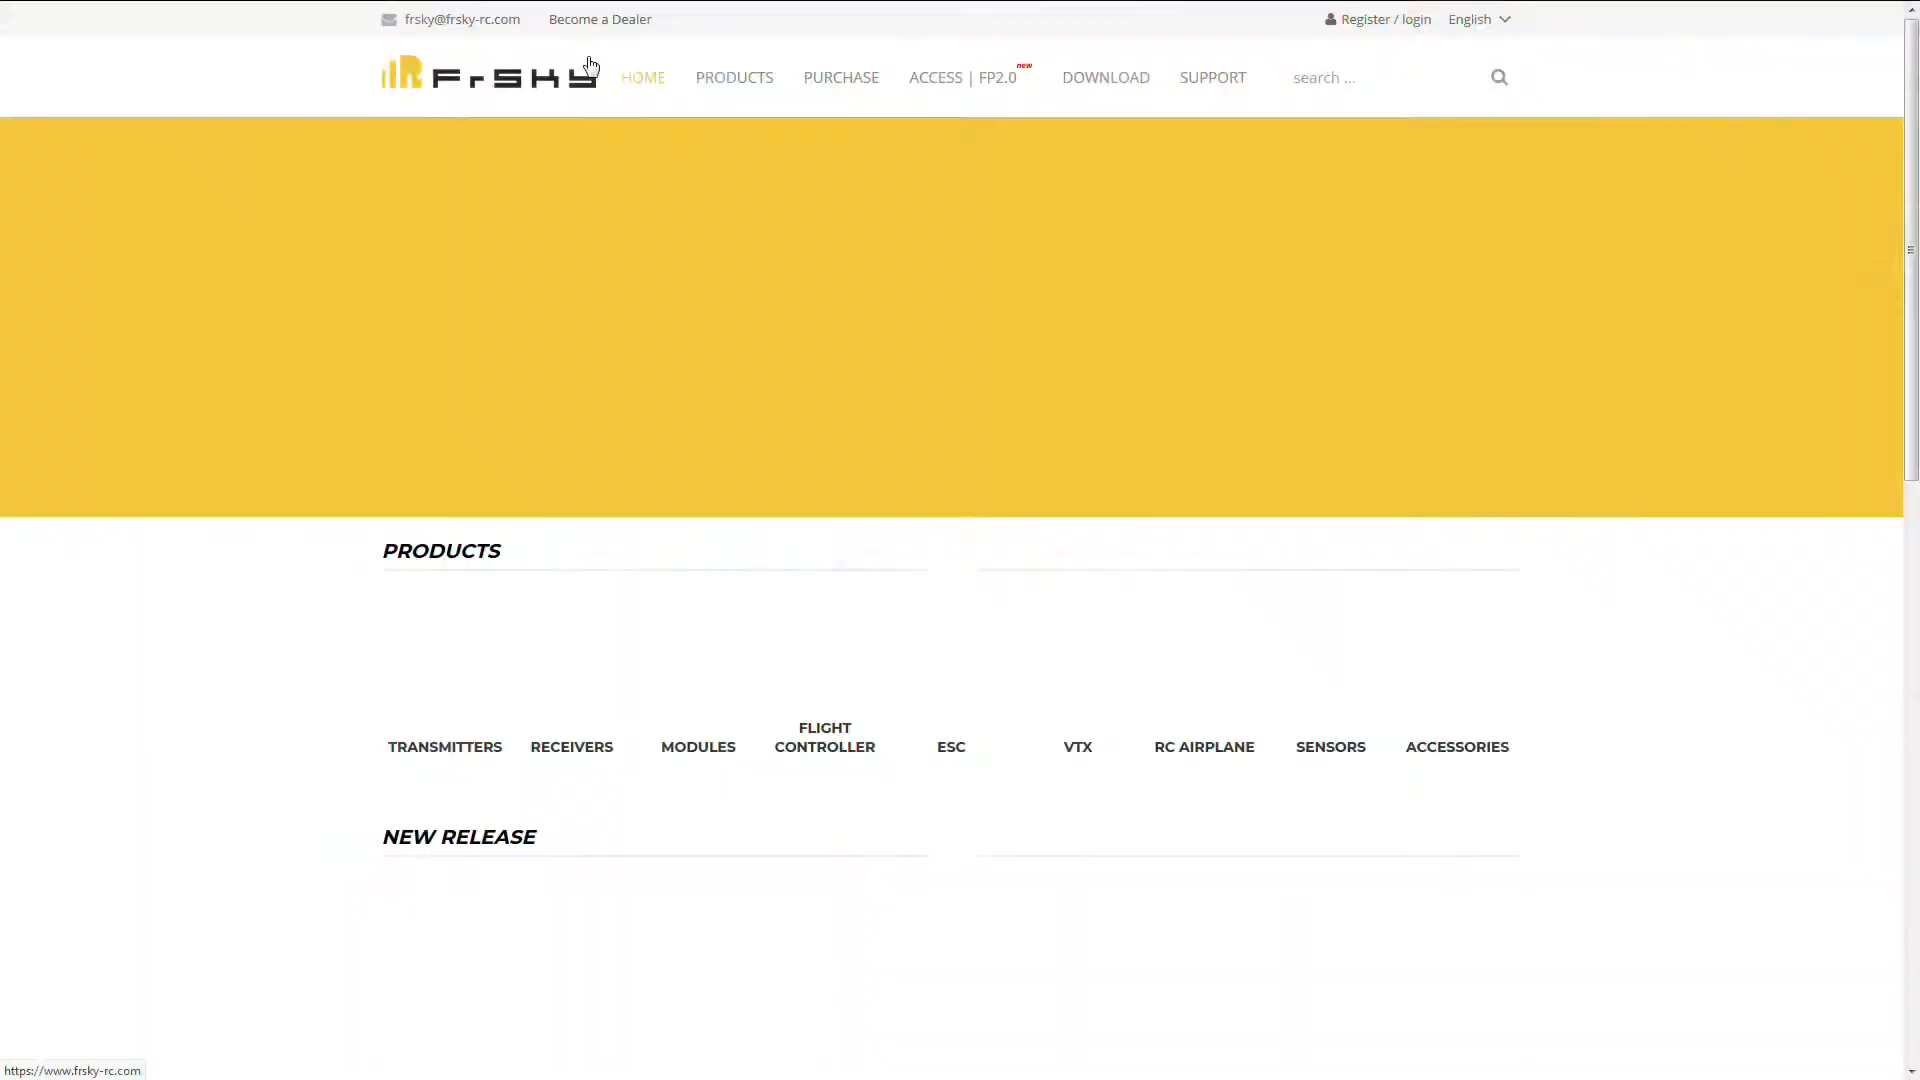 frsky@frsky-rc.com Become a Dealer Register / login English
FrSky HOME PRODUCTS PURCHASE ACCESS | FP2.0 new DOWNLOAD SUPPORT search ...
PRODUCTS
TRANSMITTERS RECEIVERS MODULES FLIGHT CONTROLLER ESC VTX RC AIRPLANE SENSORS ACCESSORIES
NEW RELEASE
https://www.frsky-rc.com